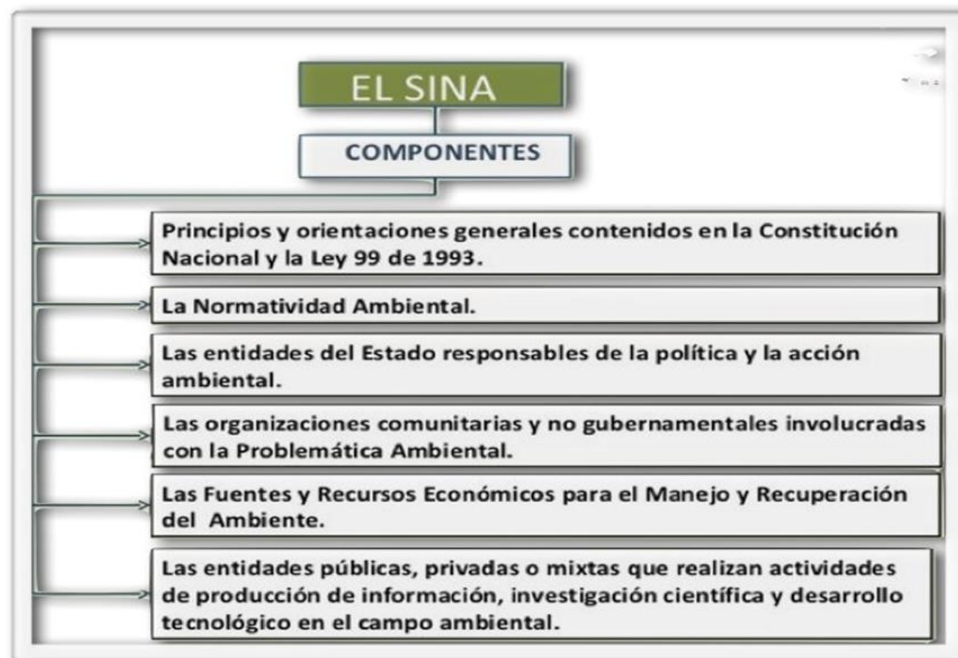 EL SINA
COMPONENTES
Principios y orientaciones generales contenidos en la Constitución
Nacional y la Ley 99 de 1993.
La Normatividad Ambiental.
Las entidades del Estado responsables de la política y la acción
ambiental.
Las organizaciones comunitarias y no gubernamentales involucradas
con la Problemática Ambiental.
Las Fuentes y Recursos Económicos para el Manejo y Recuperación
del Ambiente.
Las entidades públicas, privadas o mixtas que realizan actividades
de producción de información, investigación científica y desarrollo
tecnológico en el campo ambiental.